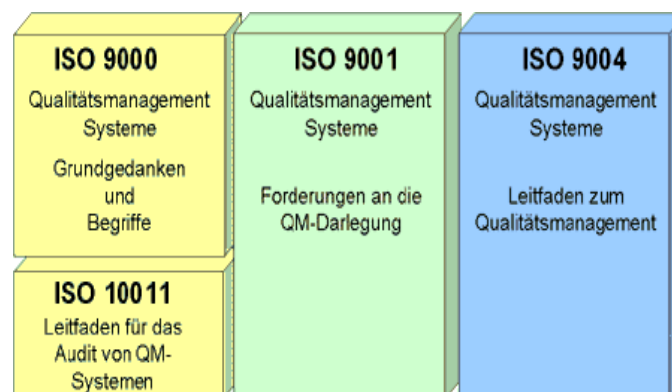 ISO 9000
Qualitätsmanagement
Systeme
Grundgedanken
und
Begriffe
ISO 10011
Leitfaden für das
Audit von QM-
Systemen
ISO 9001
Qualitätsmanagement
Systeme
Forderungen an die
QM-Darlegung
ISO 9004
Qualitätsmanagement
Systeme
Leitfaden zum
Qualitätsmanagement